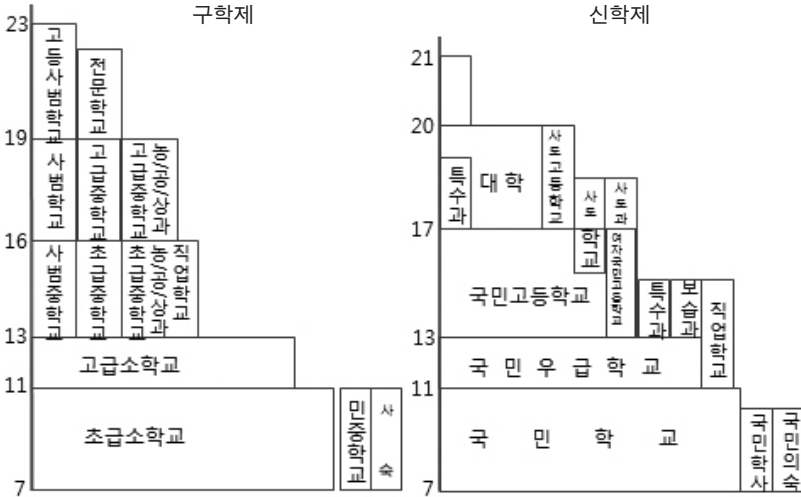 구학제
신학제
23
고등사범학교
전문학교
19
사범학교
고급중학교
고급중학교
농/공/상과
16
사범중학교
초급중학교
초급중학교
농/공/상과
직업학교
13
고급소학교
11
초급소학교
민중학교
사숙
7
21
20
특수과
대학
사도고등학교
사도학교
사도과
17
국민고등학교
여자국민고등학교
특수과
보습과
직업학교
13
국민우급학교
11
국민학교
국민학사
국민의숙
7